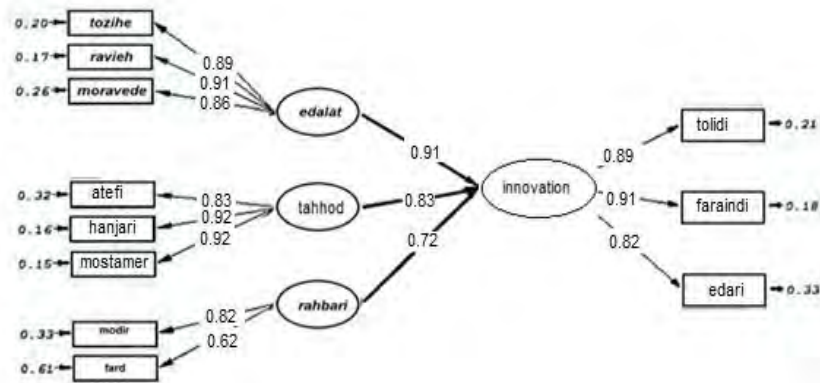 0.20 tozihe
0.17 ravieh
0.26 moravede
0.89
0.91
0.86
edalat
0.91
0.32 atefi
0.16 hanjari
0.15 mostamer
0.83
0.92
0.92
tahhod
0.83
0.33 modir
0.61 fard
0.82
0.62
rahbari
0.72
innovation
0.89
0.91
0.82
tolidi 0.21
faraindi 0.18
edari 0.33